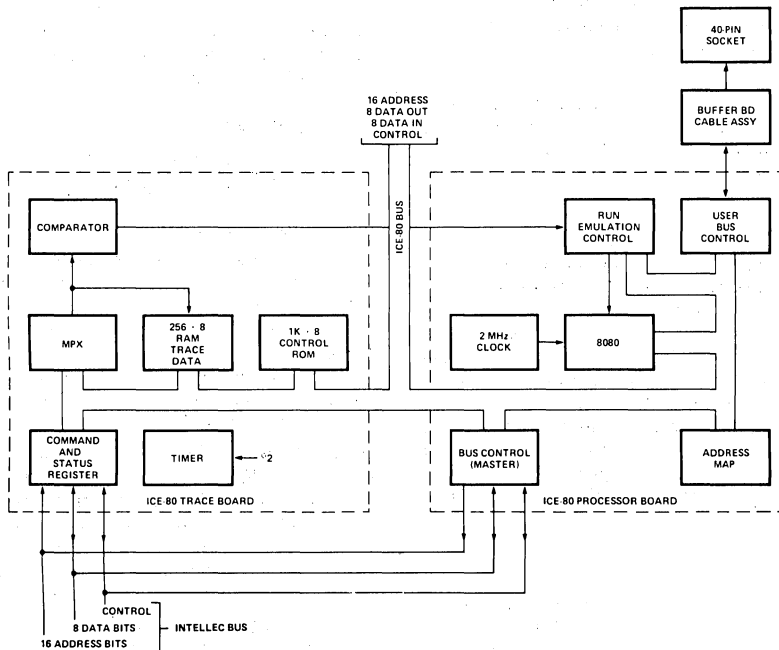 40-PIN
SOCKET
16 ADDRESS
8 DATA OUT
8 DATA IN
CONTROL
BUFFER BD
CABLE ASSY
ICE-80 BUS
COMPARATOR
RUN
EMULATION
CONTROL
USER
BUS
CONTROL
MPX
256 · 8
RAM
TRACE
DATA
1K · 8
CONTROL
ROM
2 MHz
CLOCK
8080
COMMAND
AND
STATUS
REGISTER
TIMER
2
BUS CONTROL
(MASTER)
ADDRESS
MAP
ICE-80 TRACE BOARD
ICE-80 PROCESSOR BOARD
CONTROL
8 DATA BITS
16 ADDRESS BITS
INTELLEC BUS